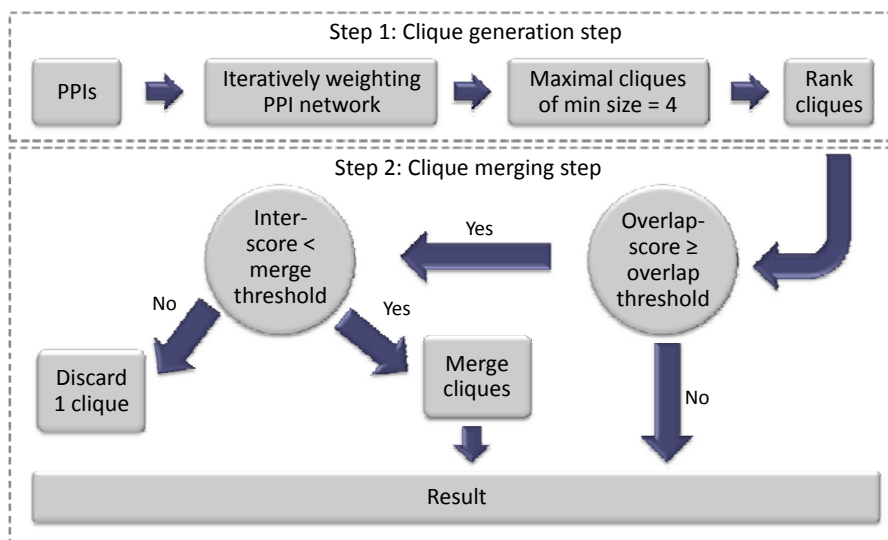 Step 1: Clique generation step
PPIs
Iteratively weighting
PPI network
Maximal cliques
of min size = 4
Rank
cliques
Step 2: Clique merging step
Inter-
score <
merge
threshold
Yes
Overlap-
score ≥
overlap
threshold
No
Yes
Discard
1 clique
Merge
cliques
No
Result